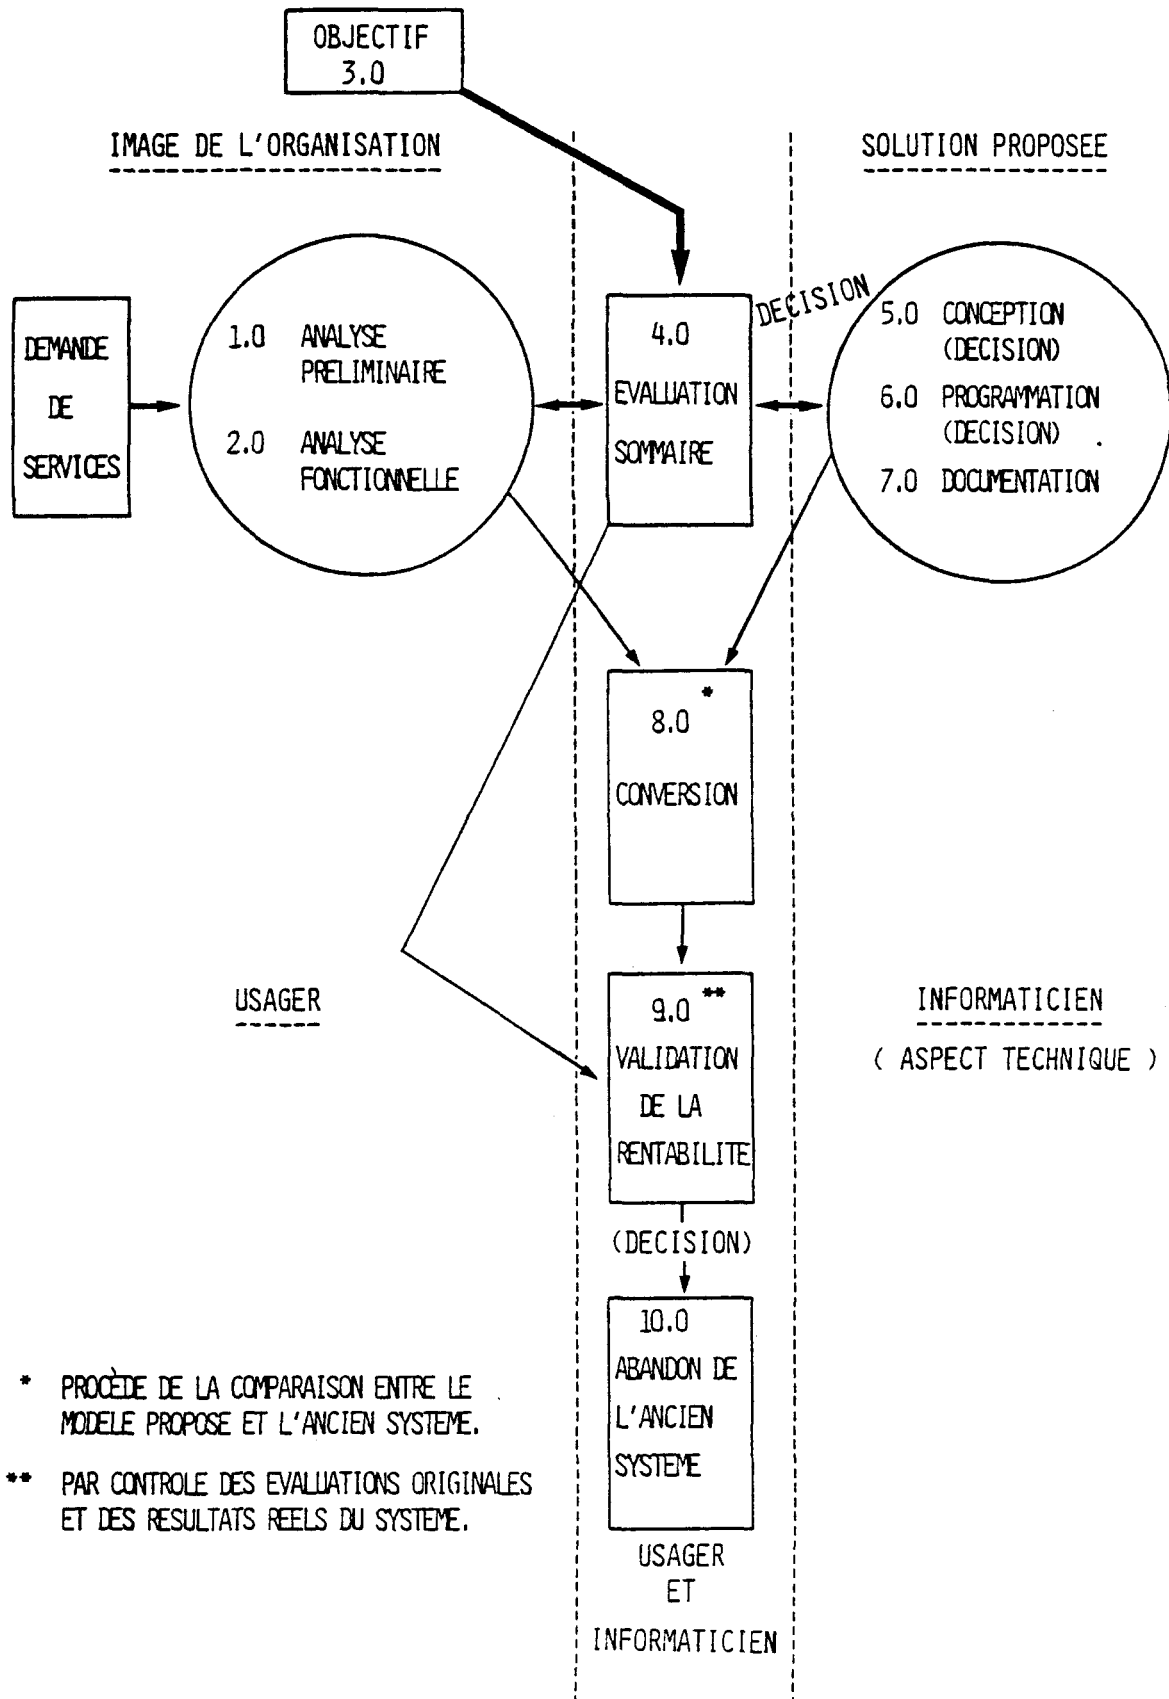 OBJECTIF
3.0
IMAGE DE L'ORGANISATION
SOLUTION PROPOSEE
DEMANDE
DE
SERVICES
1.0 ANALYSE
PRELIMINAIRE
2.0 ANALYSE
FONCTIONNELLE
4.0
EVALUATION
SOMMAIRE
DECISION
5.0 CONCEPTION
(DECISION)
6.0 PROGRAMMATION
(DECISION) .
7.0 DOCUMENTATION
8.0 *
CONVERSION
USAGER
9.0 **
VALIDATION
DE LA
RENTABILITE
INFORMATICIEN
( ASPECT TECHNIQUE )
(DECISION)
10.0
ABANDON DE
L'ANCIEN
SYSTEME
* PROCÈDE DE LA COMPARAISON ENTRE LE
MODELE PROPOSE ET L'ANCIEN SYSTEME.
** PAR CONTROLE DES EVALUATIONS ORIGINALES
ET DES RESULTATS REELS DU SYSTEME.
USAGER
ET
INFORMATICIEN